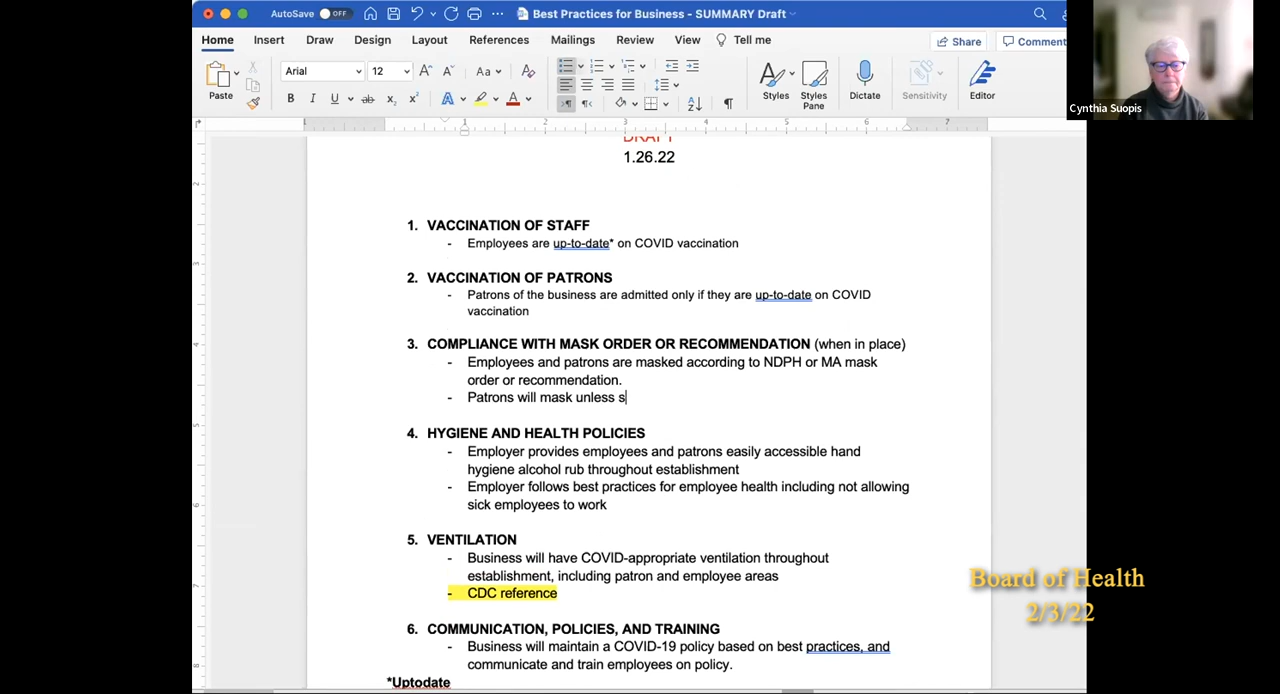 AutoSave OFF Best Practices for Business - SUMMARY Draft
Home Insert Draw Design Layout References Mailings Review View Tell me Share Comment
Paste Arial 12 Aa Styles Styles Pane Dictate Sensitivity Editor
Cynthia Suopis
DRAFT
1.26.22
1. VACCINATION OF STAFF
- Employees are up-to-date* on COVID vaccination
2. VACCINATION OF PATRONS
- Patrons of the business are admitted only if they are up-to-date on COVID
vaccination
3. COMPLIANCE WITH MASK ORDER OR RECOMMENDATION (when in place)
- Employees and patrons are masked according to NDPH or MA mask
order or recommendation.
- Patrons will mask unless s
4. HYGIENE AND HEALTH POLICIES
- Employer provides employees and patrons easily accessible hand
hygiene alcohol rub throughout establishment
- Employer follows best practices for employee health including not allowing
sick employees to work
5. VENTILATION
- Business will have COVID-appropriate ventilation throughout
establishment, including patron and employee areas
- CDC reference
6. COMMUNICATION, POLICIES, AND TRAINING
- Business will maintain a COVID-19 policy based on best practices, and
communicate and train employees on policy.
*Uptodate
Board of Health
2/3/22